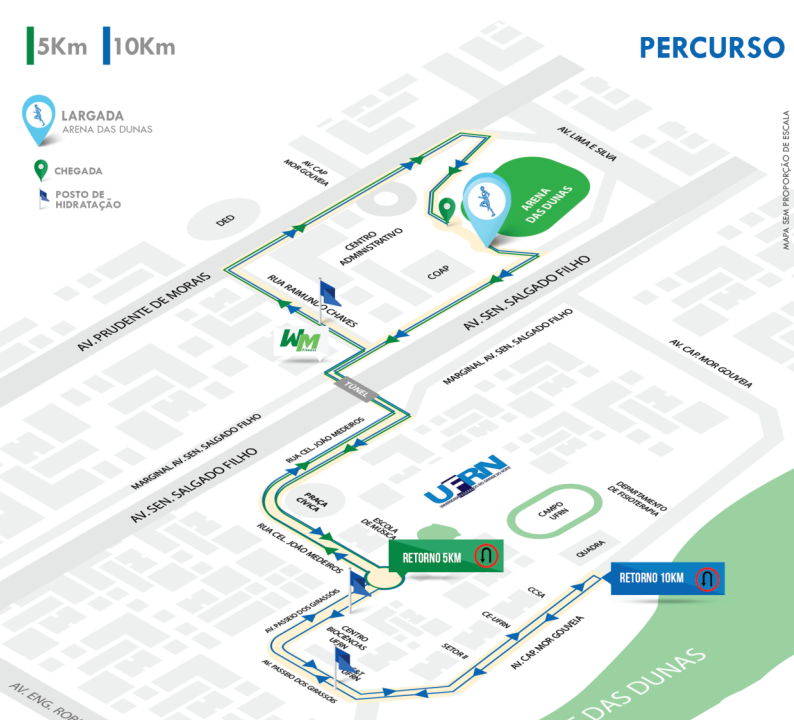 5Km 10Km
PERCURSO
LARGADA
ARENA DAS DUNAS
CHEGADA
POSTO DE
HIDRATAÇÃO
MAPA SEM PROPORÇÃO DE ESCALA
AV. LIMA E SILVA
AV. CAP
MOR GOUVEIA
DED
ARENA
DAS DUNAS
CENTRO
ADMINISTRATIVO
COAP
AV. PRUDENTE DE MORAIS
RUA RAIMUNDO CHAVES
AV. SEN. SALGADO FILHO
MARGINAL AV. SEN. SALGADO FILHO
AV. CAP. MOR GOUVEIA
WM
TÚNEL
MARGINAL AV. SEN. SALGADO FILHO
AV. SEN. SALGADO FILHO
RUA CEL. JOÃO MEDEIROS
UFRN
PRAÇA
CÍVICA
ESCOLA
DE MÚSICA
CAMPO
UFRN
DEPARTAMENTO
DE FISIOTERAPIA
RUA CEL. JOÃO MEDEIROS
RETORNO 5KM
QUADRA
RETORNO 10KM
AV. PASSEIO DOS GIRASSÓIS
CENTRO
BIOCIÊNCIAS
UFRN
CCSA
CE-UFRN
SETOR II
AV. CAP. MOR GOUVEIA
UFRN
AV. PASSEIO DOS GIRASSÓIS
AV. ENG. ROB
DAS DUNAS